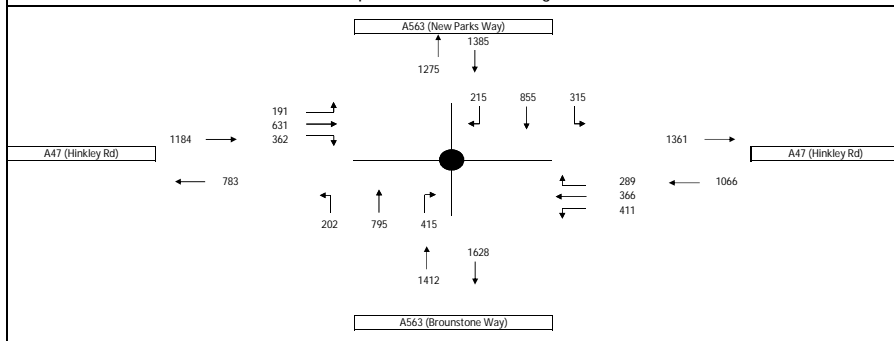 A563 (New Parks Way)
1385
1275
215 855 315
191
631
362
1184
1361
A47 (Hinkley Rd)
A47 (Hinkley Rd)
783
289
366
411
1066
202 795 415
1628
1412
A563 (Brounstone Way)